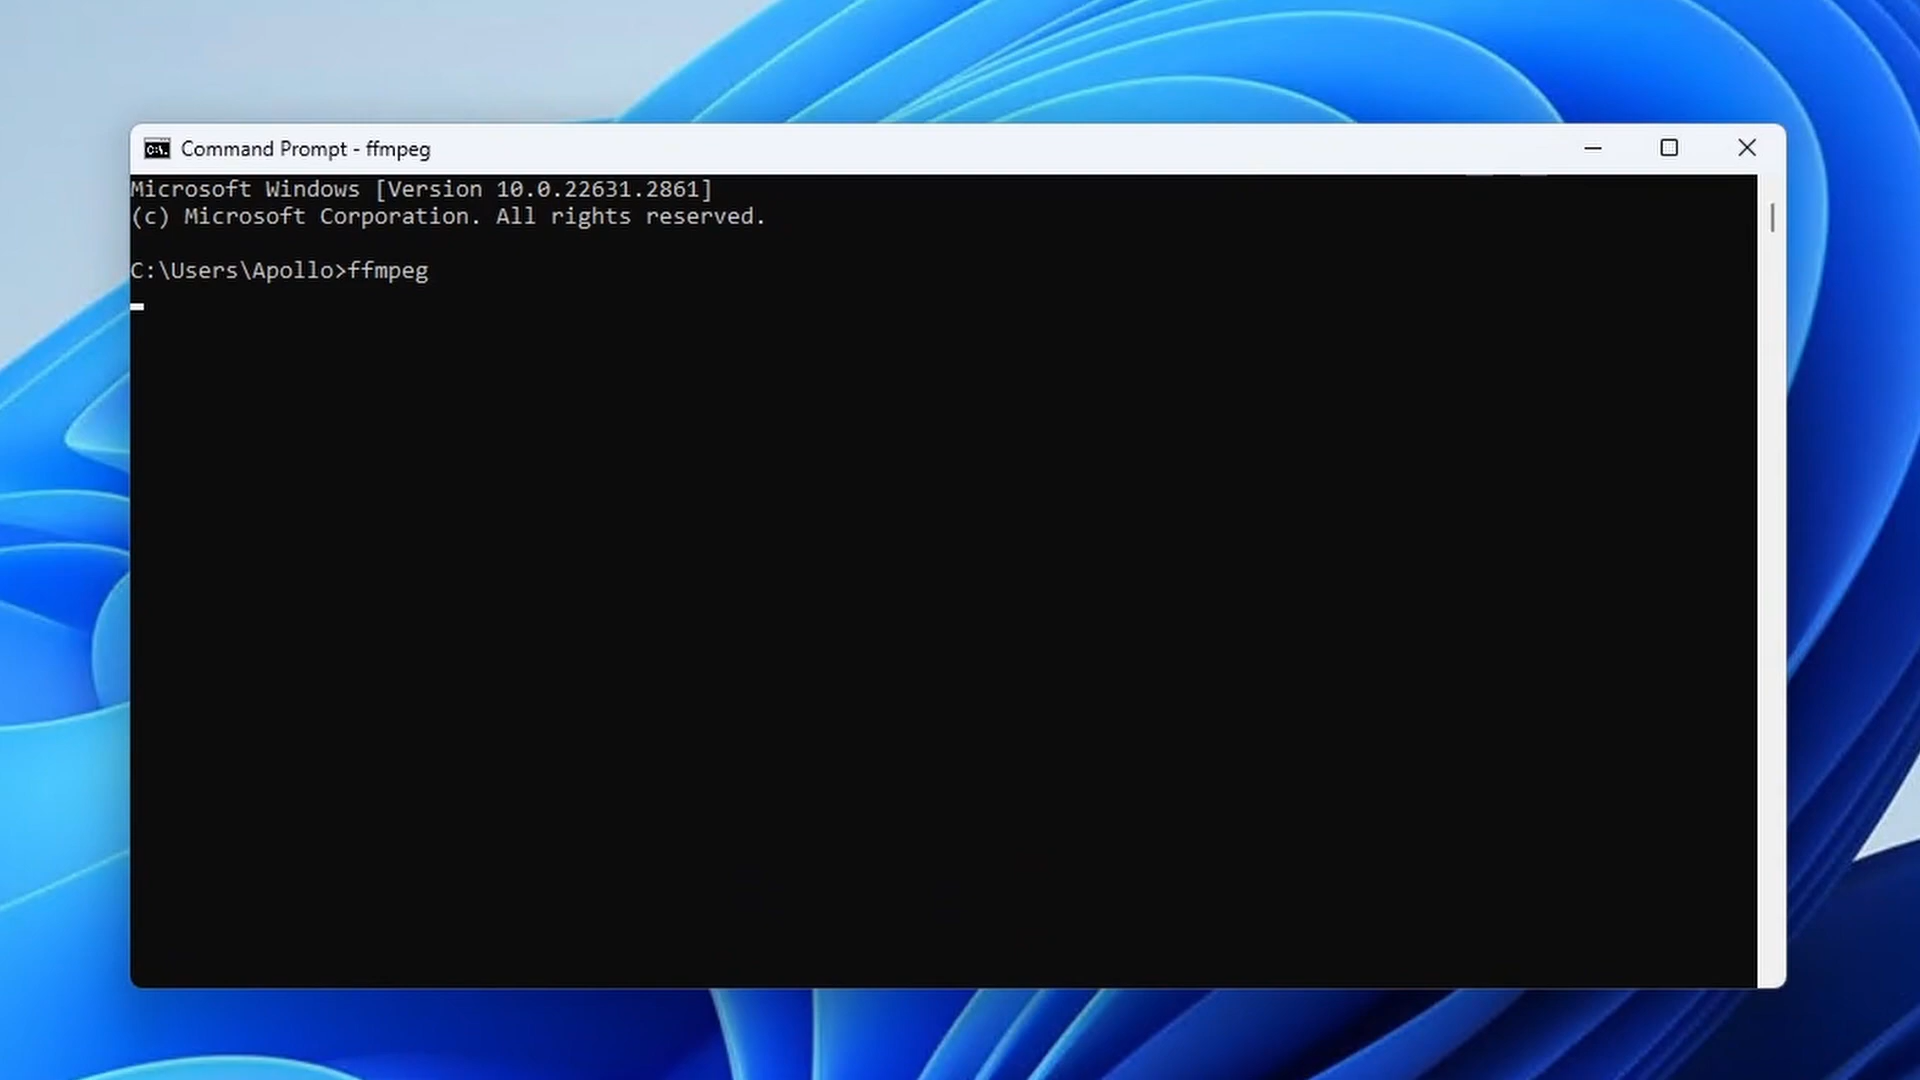 Command Prompt - ffmpeg
Microsoft Windows [Version 10.0.22631.2861]
(c) Microsoft Corporation. All rights reserved.
C:\Users\Apollo>ffmpeg